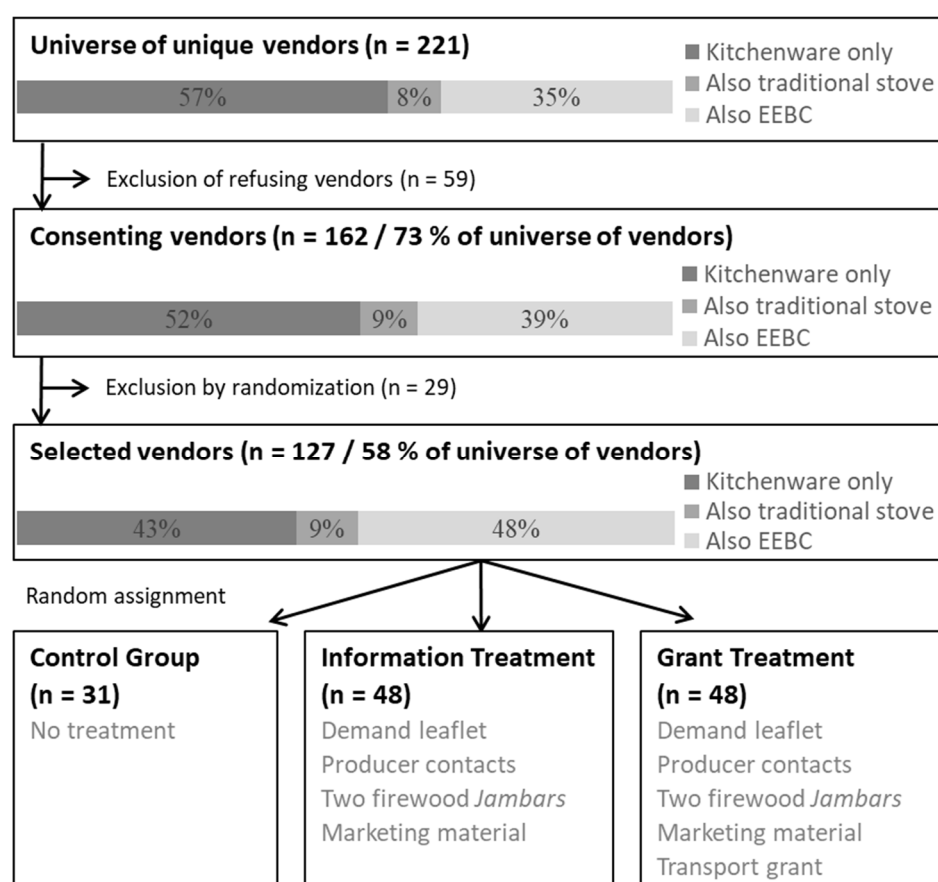 Universe of unique vendors (n = 221)
Kitchenware only
Also traditional stove
Also EEBC
57% 8% 35%
Exclusion of refusing vendors (n = 59)
Consenting vendors (n = 162 / 73 % of universe of vendors)
Kitchenware only
Also traditional stove
Also EEBC
52% 9% 39%
Exclusion by randomization (n = 29)
Selected vendors (n = 127 / 58 % of universe of vendors)
Kitchenware only
Also traditional stove
Also EEBC
43% 9% 48%
Random assignment
Control Group
(n = 31)
No treatment
Information Treatment
(n = 48)
Demand leaflet
Producer contacts
Two firewood Jambars
Marketing material
Grant Treatment
(n = 48)
Demand leaflet
Producer contacts
Two firewood Jambars
Marketing material
Transport grant